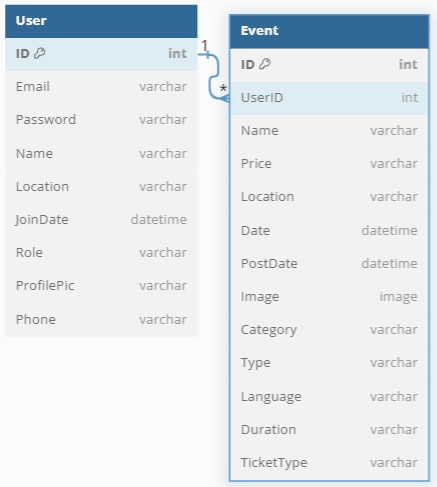 User
ID int
Email varchar
Password varchar
Name varchar
Location varchar
JoinDate datetime
Role varchar
ProfilePic varchar
Phone varchar
1
*
Event
ID int
UserID int
Name varchar
Price varchar
Location varchar
Date datetime
PostDate datetime
Image image
Category varchar
Type varchar
Language varchar
Duration varchar
TicketType varchar